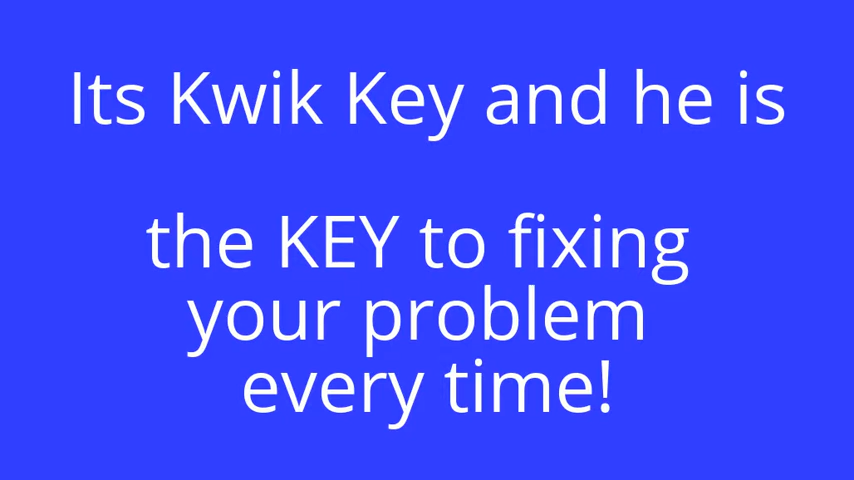 Its Kwik Key and he is
the KEY to fixing
your problem
every time!